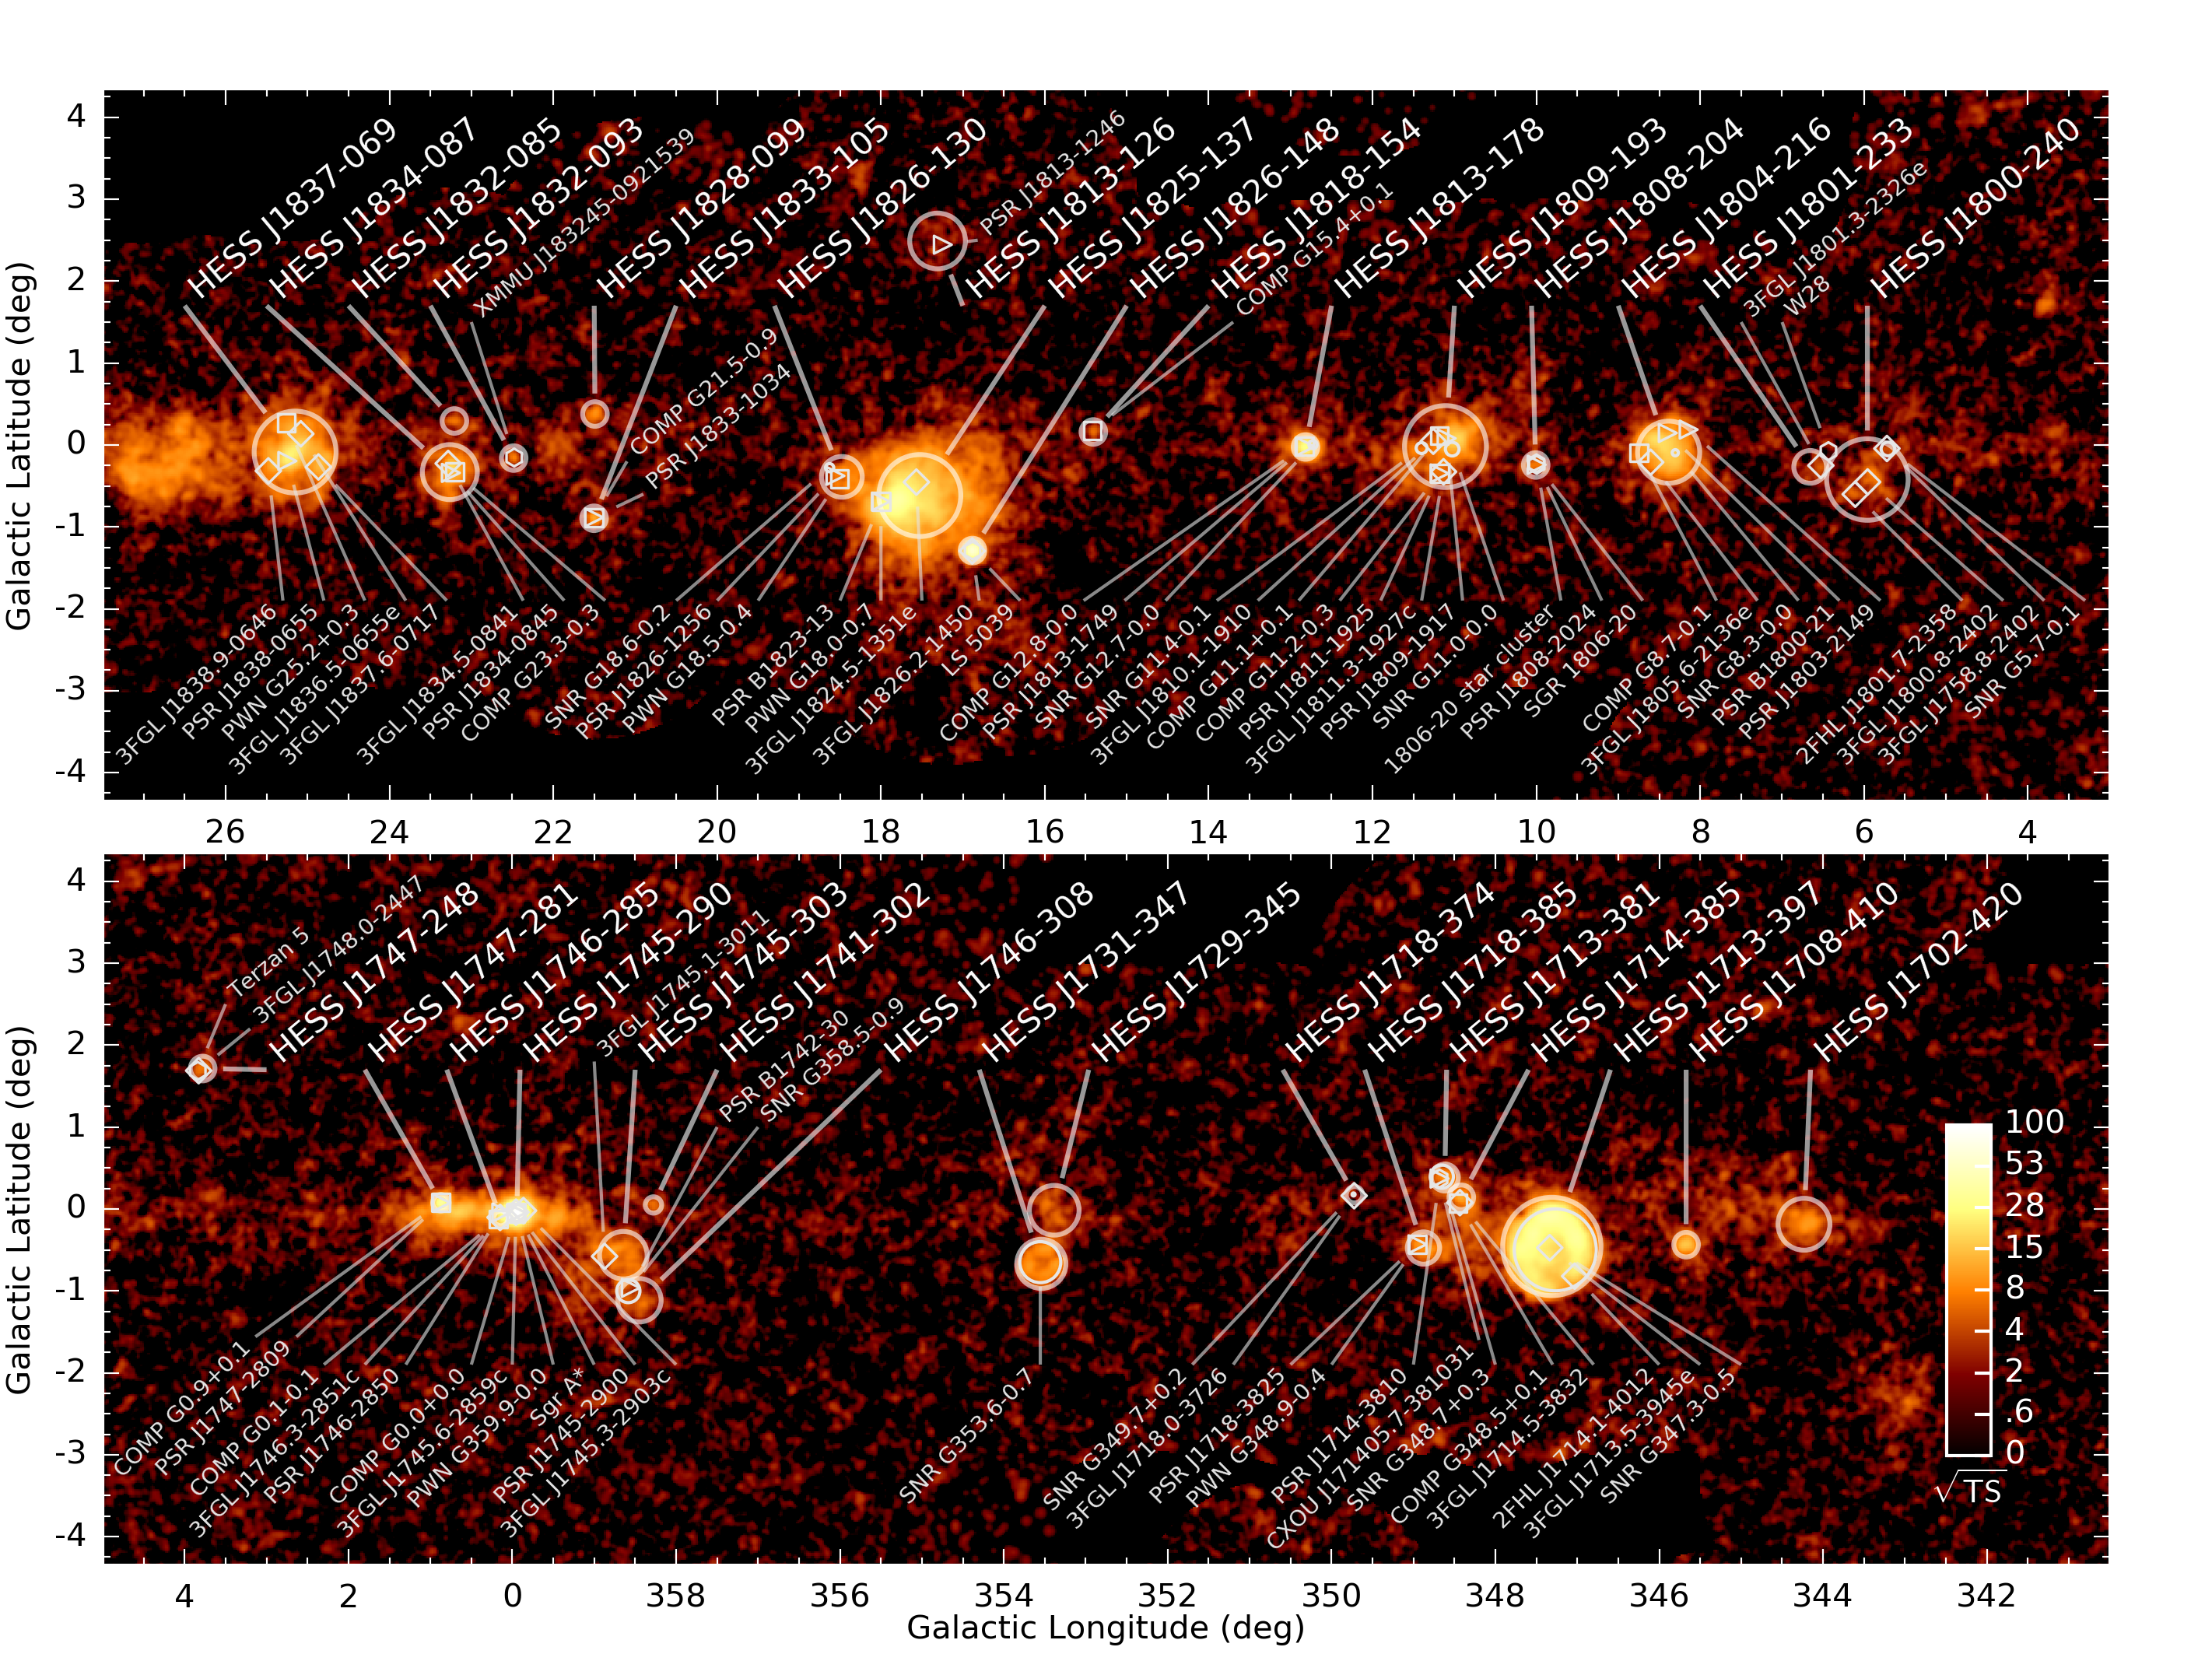 HESS J1837-069
HESS J1834-087
HESS J1832-085
HESS J1832-093
XMMU J183245-0921539
HESS J1828-099
HESS J1833-105
HESS J1826-130
PSR J1813-1246
HESS J1813-126
HESS J1825-137
HESS J1826-148
HESS J1818-154
COMP G15.4+0.1
HESS J1813-178
HESS J1809-193
HESS J1808-204
HESS J1804-216
HESS J1801-233
3FGL J1801.3-2326e
W28
HESS J1800-240
COMP G21.5-0.9
PSR J1833-1034
3FGL J1838.9-0646
PSR J1838-0655
PWN G25.2+0.3
3FGL J1836.5-0655e
3FGL J1837.6-0717
3FGL J1834.5-0841
PSR J1834-0845
COMP G23.3-0.3
SNR G18.6-0.2
PSR J1826-1256
PWN G18.5-0.4
PSR B1823-13
PWN G18.0-0.7
3FGL J1824.5-1351e
3FGL J1826.2-1450
LS 5039
COMP G12.8-0.0
PSR J1813-1749
SNR G12.7-0.0
SNR G11.4-0.1
3FGL J1810.1-1910
COMP G11.1+0.1
COMP G11.2-0.3
PSR J1811-1925
3FGL J1811.3-1927c
PSR J1809-1917
SNR G11.0-0.0
1806-20 star cluster
PSR J1808-2024
SGR 1806-20
COMP G8.7-0.1
3FGL J1805.6-2136e
SNR G8.3-0.0
PSR B1800-21
PSR J1803-2149
2FHL J1801.7-2358
3FGL J1800.8-2402
3FGL J1758.8-2402
SNR G5.7-0.1
4
3
2
1
0
-1
-2
-3
-4
Galactic Latitude (deg)
26 24 22 20 18 16 14 12 10 8 6 4
Terzan 5
3FGL J1748.0-2447
HESS J1747-248
HESS J1747-281
HESS J1746-285
HESS J1745-290
3FGL J1745.1-3011
HESS J1745-303
HESS J1741-302
PSR B1742-30
SNR G358.5-0.9
HESS J1746-308
HESS J1731-347
HESS J1729-345
HESS J1718-374
HESS J1718-385
HESS J1713-381
HESS J1714-385
HESS J1713-397
HESS J1708-410
HESS J1702-420
COMP G0.9+0.1
PSR J1747-2809
COMP G0.1-0.1
3FGL J1746.3-2851c
PSR J1746-2850
COMP G0.0+0.0
3FGL J1745.6-2859c
PWN G359.9-0.0
Sgr A*
PSR J1745-2900
3FGL J1745.3-2903c
SNR G353.6-0.7
SNR G349.7+0.2
3FGL J1718.0-3726
PSR J1718-3825
PWN G348.9-0.4
PSR J1714-3810
CXOU J171405.7-381031
SNR G348.7+0.3
COMP G348.5+0.1
3FGL J1714.5-3832
2FHL J1714.1-4012
3FGL J1713.5-3945e
SNR G347.3-0.5
100
53
28
15
8
4
2
.6
0
√TS
4
3
2
1
0
-1
-2
-3
-4
Galactic Latitude (deg)
4 2 0 358 356 354 352 350 348 346 344 342
Galactic Longitude (deg)